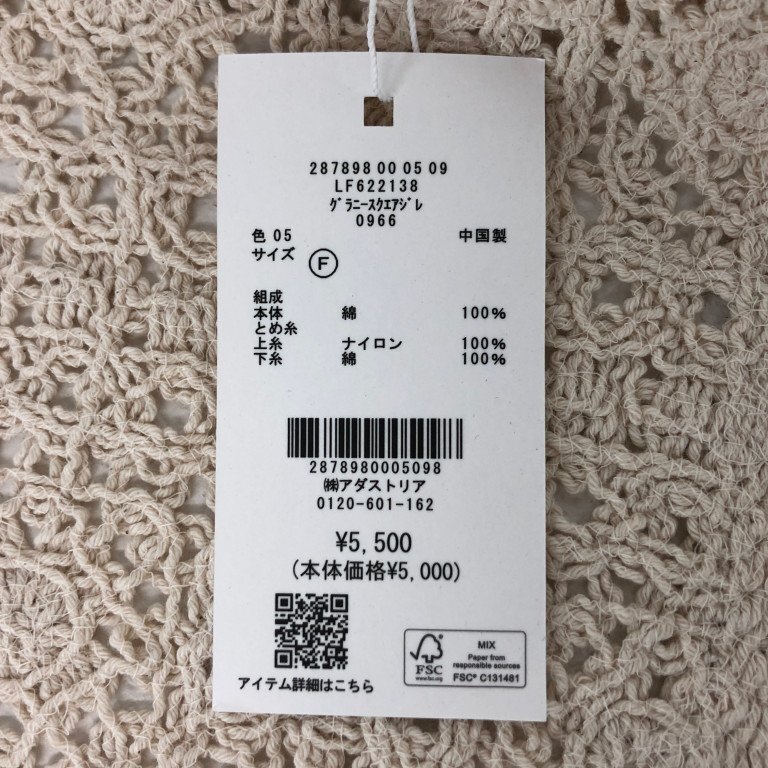 287898 00 05 09
LF622138
ｸﾞﾗﾆｰｽｸｴｱｼﾞﾚ
0966
色 05 中国製
サイズ Ⓕ
組成
本体 綿 100%
とめ糸
上糸 ナイロン 100%
下糸 綿 100%
2878980005098
㈱アダストリア
0120-601-162
¥5,500
(本体価格¥5,000)
アイテム詳細はこちら
FSC
www.fsc.org
MIX
Paper from
responsible sources
FSC® C131481